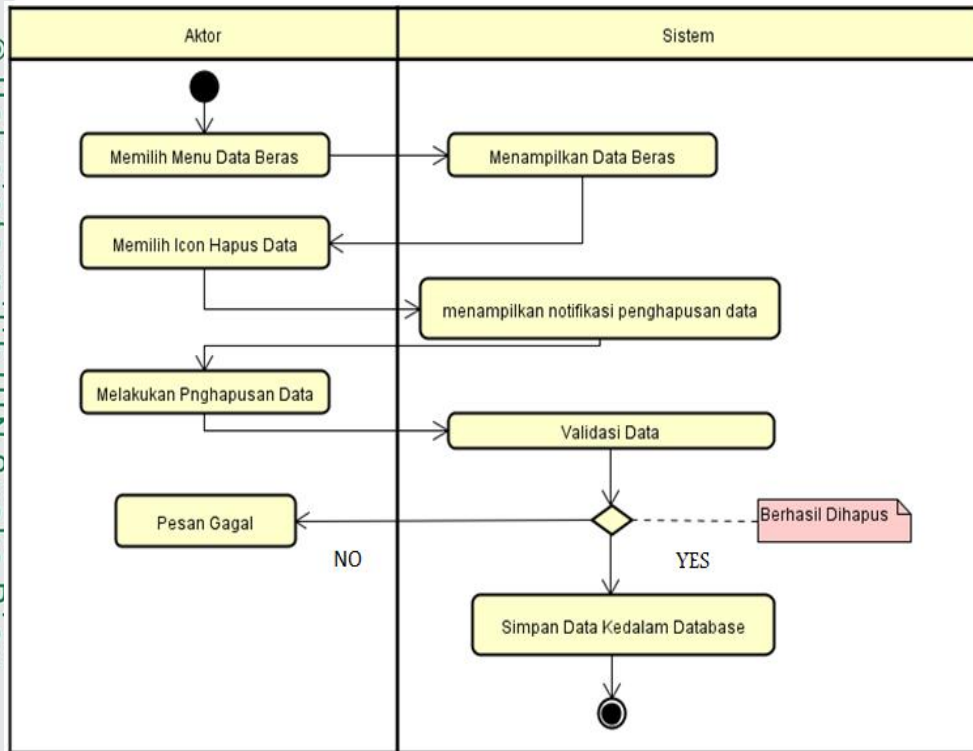 Aktor
Sistem
Memilih Menu Data Beras
Menampilkan Data Beras
Memilih Icon Hapus Data
menampilkan notifikasi penghapusan data
Melakukan Pnghapusan Data
Validasi Data
Pesan Gagal
Berhasil Dihapus
NO
YES
Simpan Data Kedalam Database